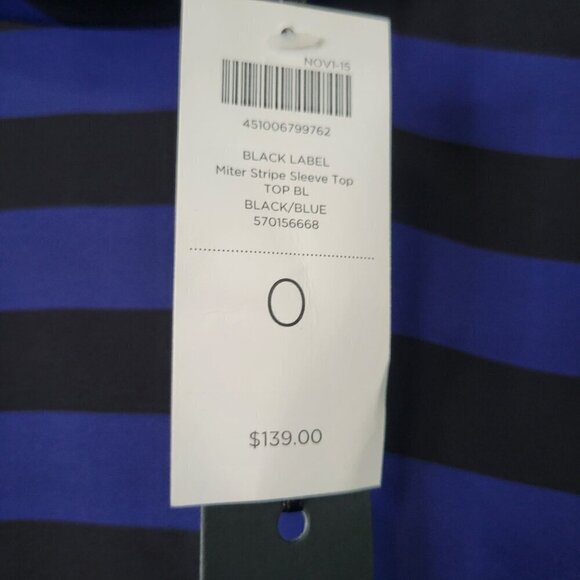 NOV1-15
451006799762
BLACK LABEL
Miter Stripe Sleeve Top
TOP BL
BLACK/BLUE
570156668
0
$139.00